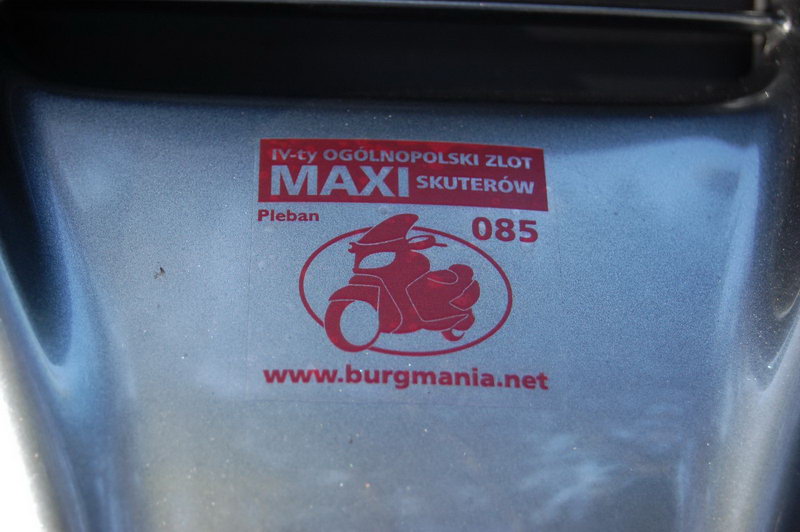 IV-ty OGÓLNOPOLSKI ZLOT
MAXI SKUTERÓW
Pleban
085
www.burgmania.net